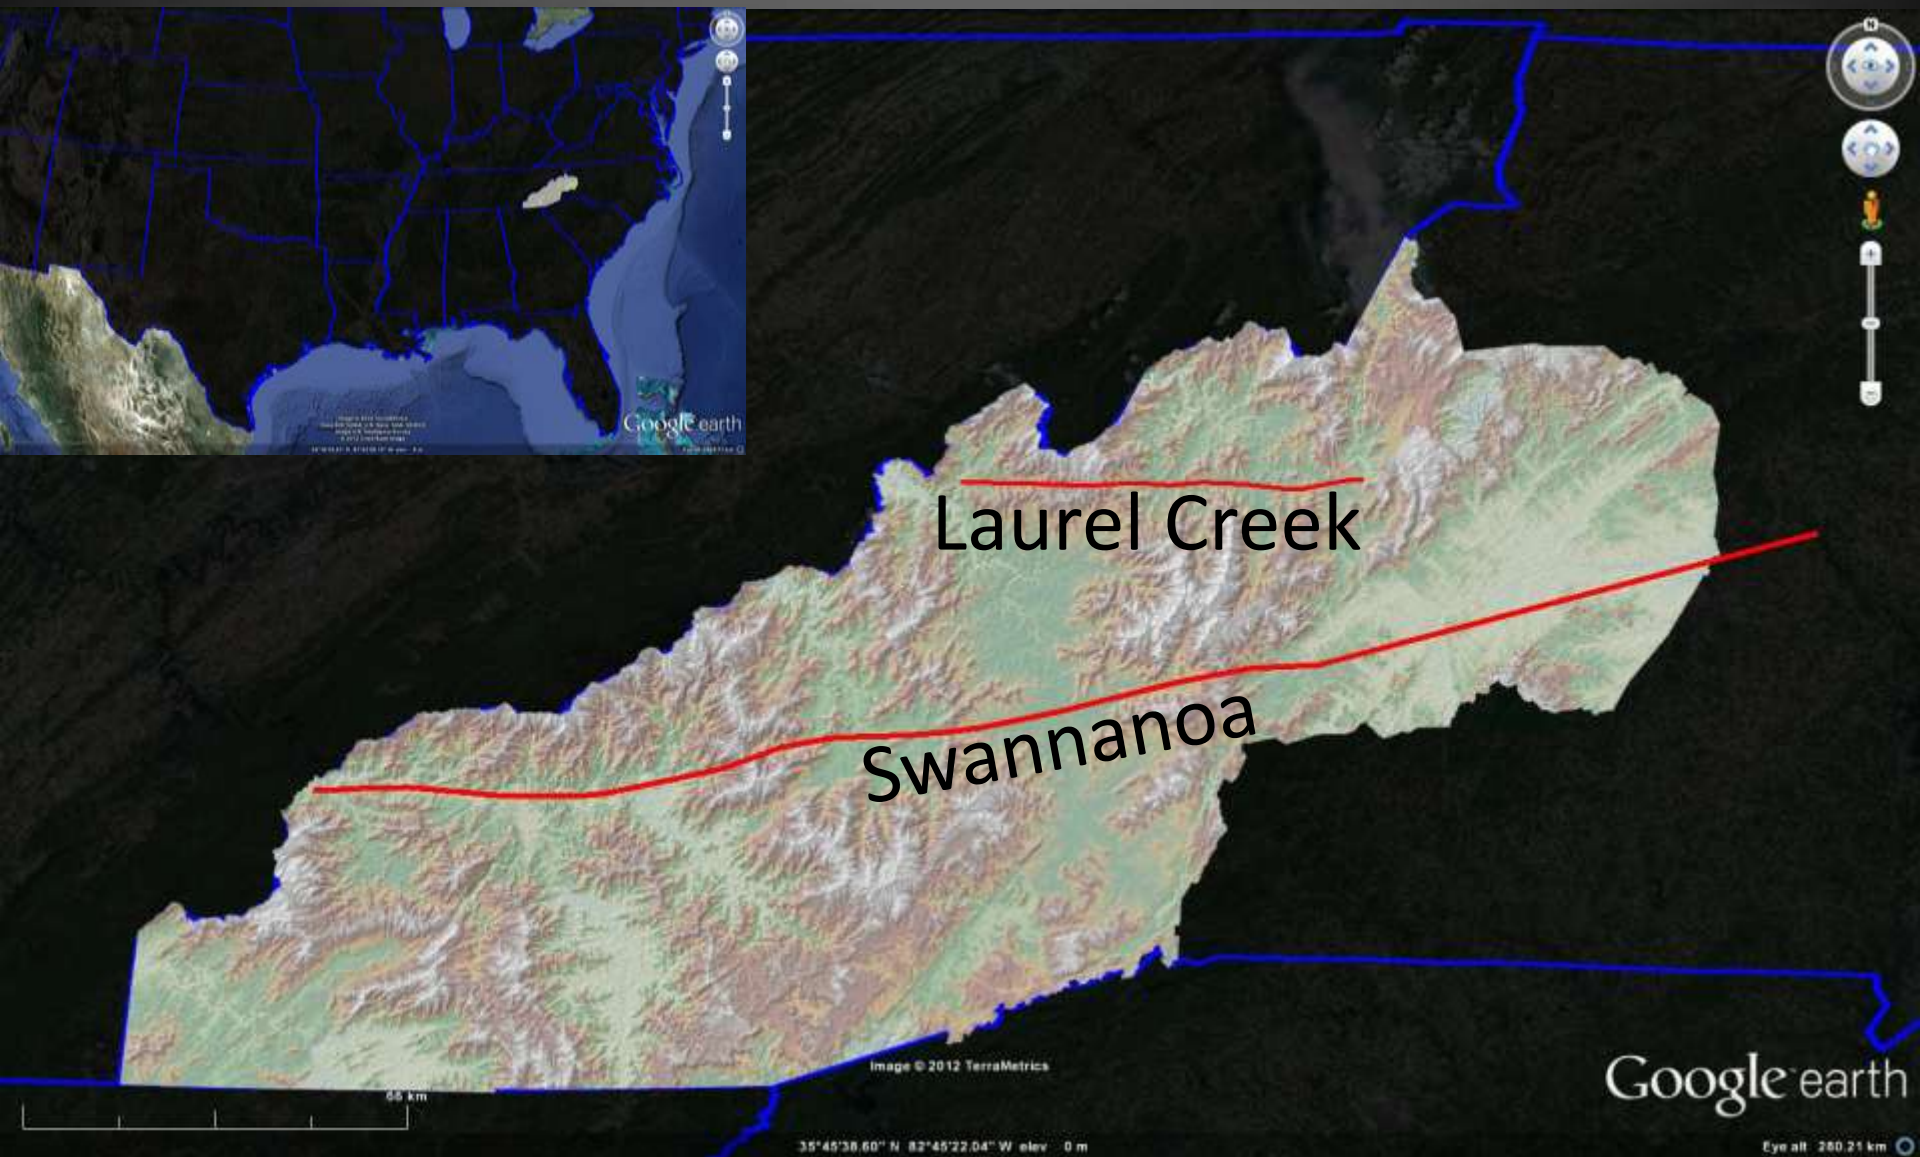 Google earth
N
Laurel Creek
Swannanoa
Image © 2012 TerraMetrics
Google earth
66 km
35°45'38.60" N 82°45'22.04" W elev 0 m
Eye alt 280.21 km